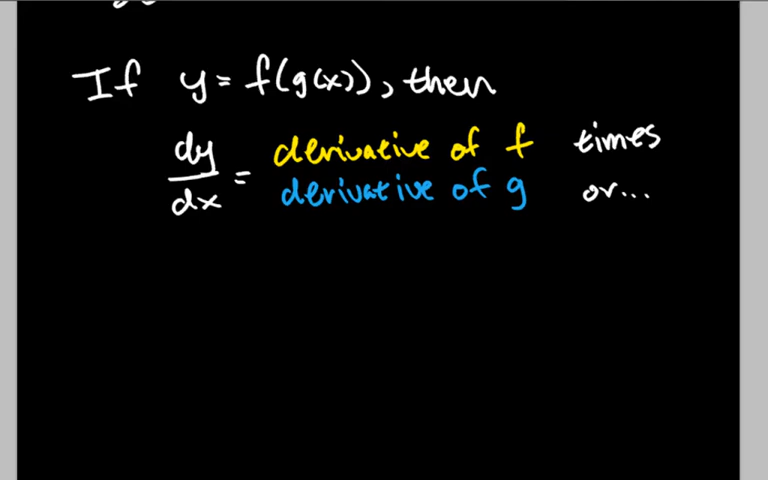 If y = f(g(x)), then
dy/dx = derivative of f times
derivative of g or...